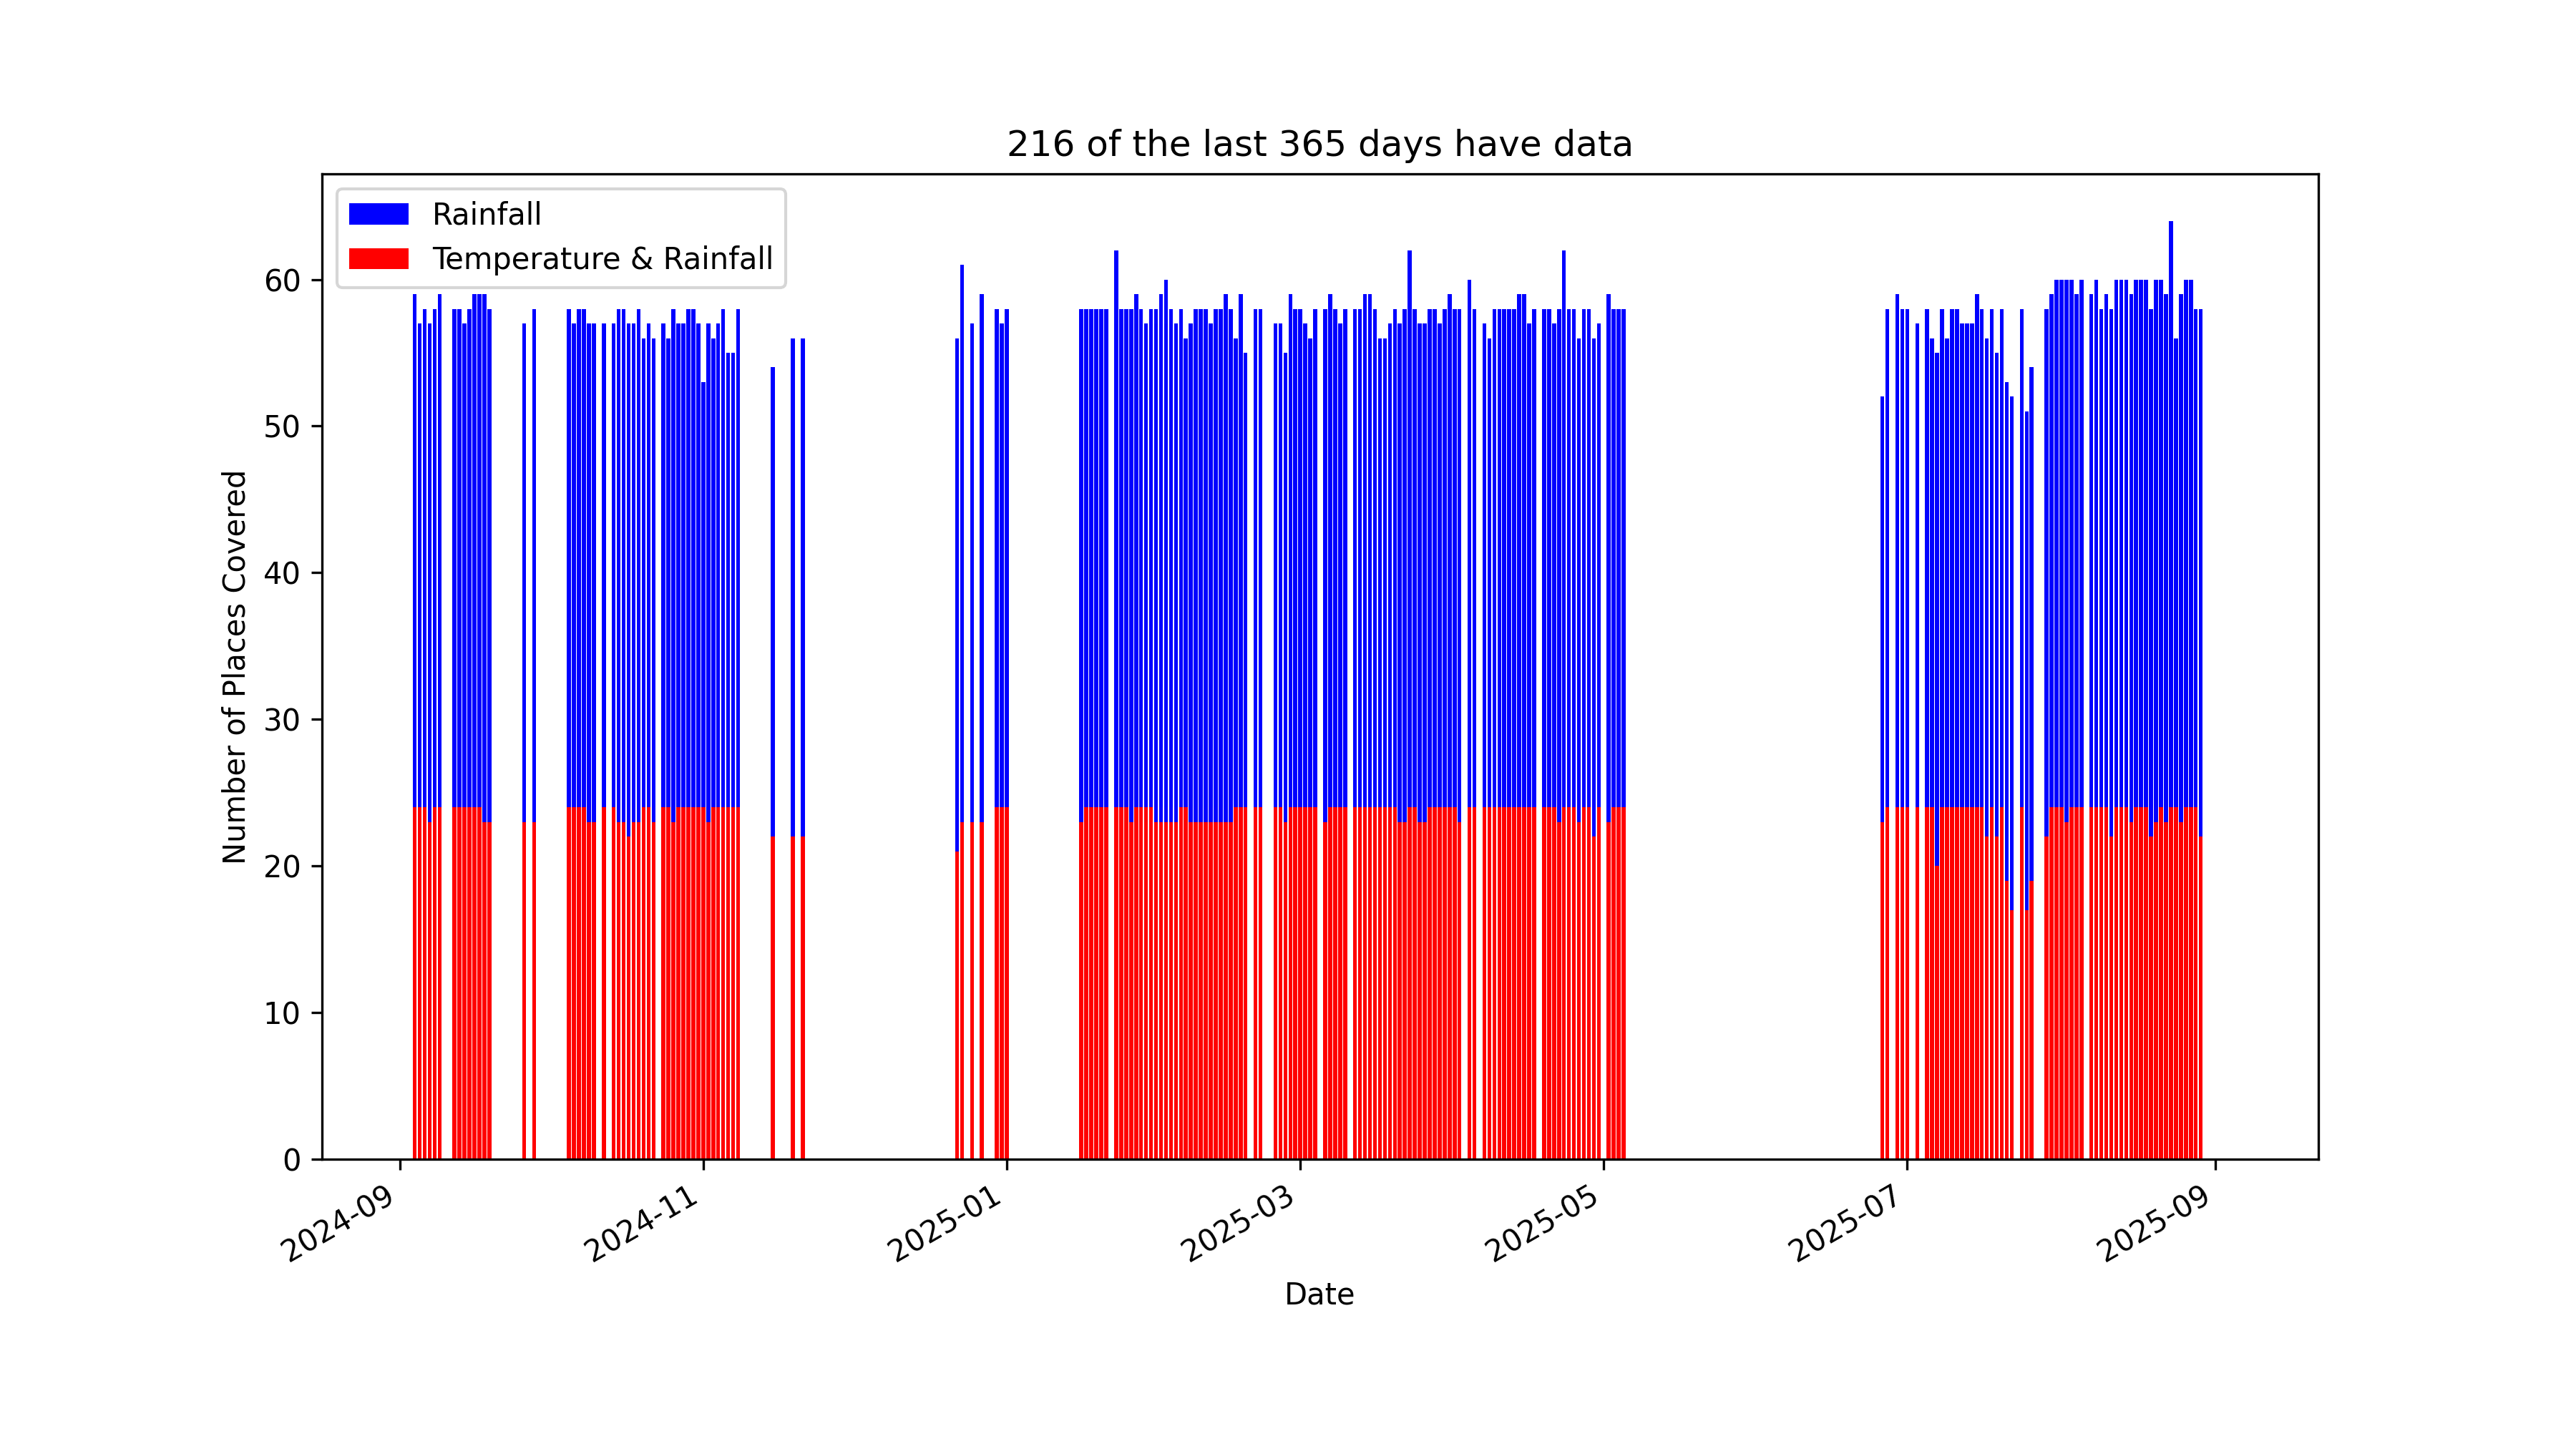 216 of the last 365 days have data
Rainfall
Temperature & Rainfall
Number of Places Covered
60
50
40
30
20
10
0
2024-09
2024-11
2025-01
2025-03
2025-05
2025-07
2025-09
Date